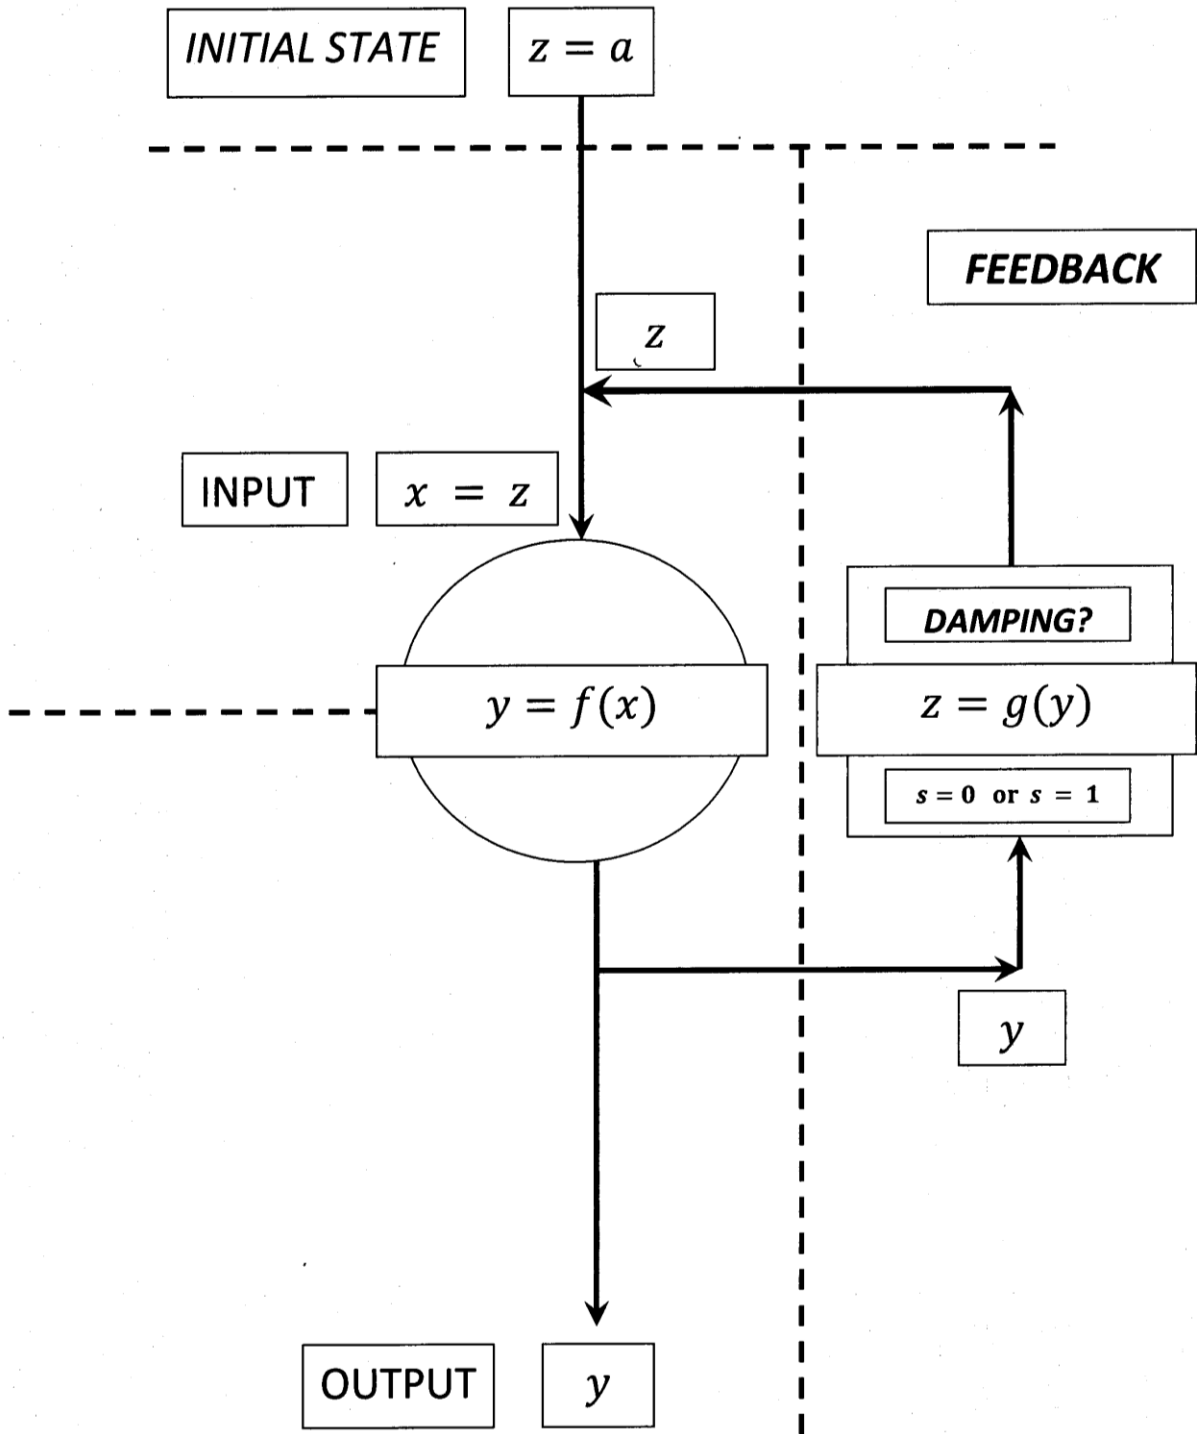 INITIAL STATE
z = a
FEEDBACK
z
INPUT
x = z
DAMPING?
y = f(x)
z = g(y)
s = 0 or s = 1
y
OUTPUT
y